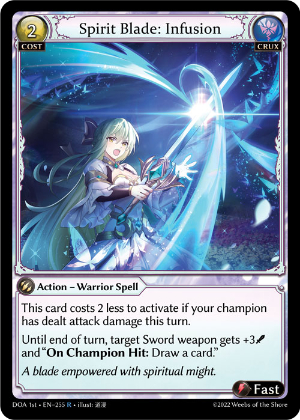 2
COST
Spirit Blade: Infusion
CRUX
Action – Warrior Spell
This card costs 2 less to activate if your champion
has dealt attack damage this turn.
Until end of turn, target Sword weapon gets +3
and “On Champion Hit: Draw a card.”
A blade empowered with spiritual might.
Fast
DOA 1st • EN-255 R • illust: 道漫
©2022 Weebs of the Shore